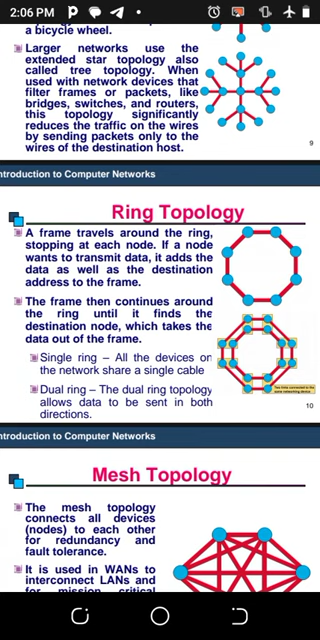 2:06 PM
a bicycle wheel.
Larger networks use the
extended star topology also
called tree topology. When
used with network devices that
filter frames or packets, like
bridges, switches, and routers,
this topology significantly
reduces the traffic on the wires
by sending packets only to the
wires of the destination host.
9
ntroduction to Computer Networks
Ring Topology
A frame travels around the ring,
stopping at each node. If a node
wants to transmit data, it adds the
data as well as the destination
address to the frame.
The frame then continues around
the ring until it finds the
destination node, which takes the
data out of the frame.
Single ring – All the devices on
the network share a single cable
Dual ring – The dual ring topology
allows data to be sent in both
directions.
10
ntroduction to Computer Networks
Mesh Topology
The mesh topology
connects all devices
(nodes) to each other
for redundancy and
fault tolerance.
It is used in WANs to
interconnect LANs and
for mission critical